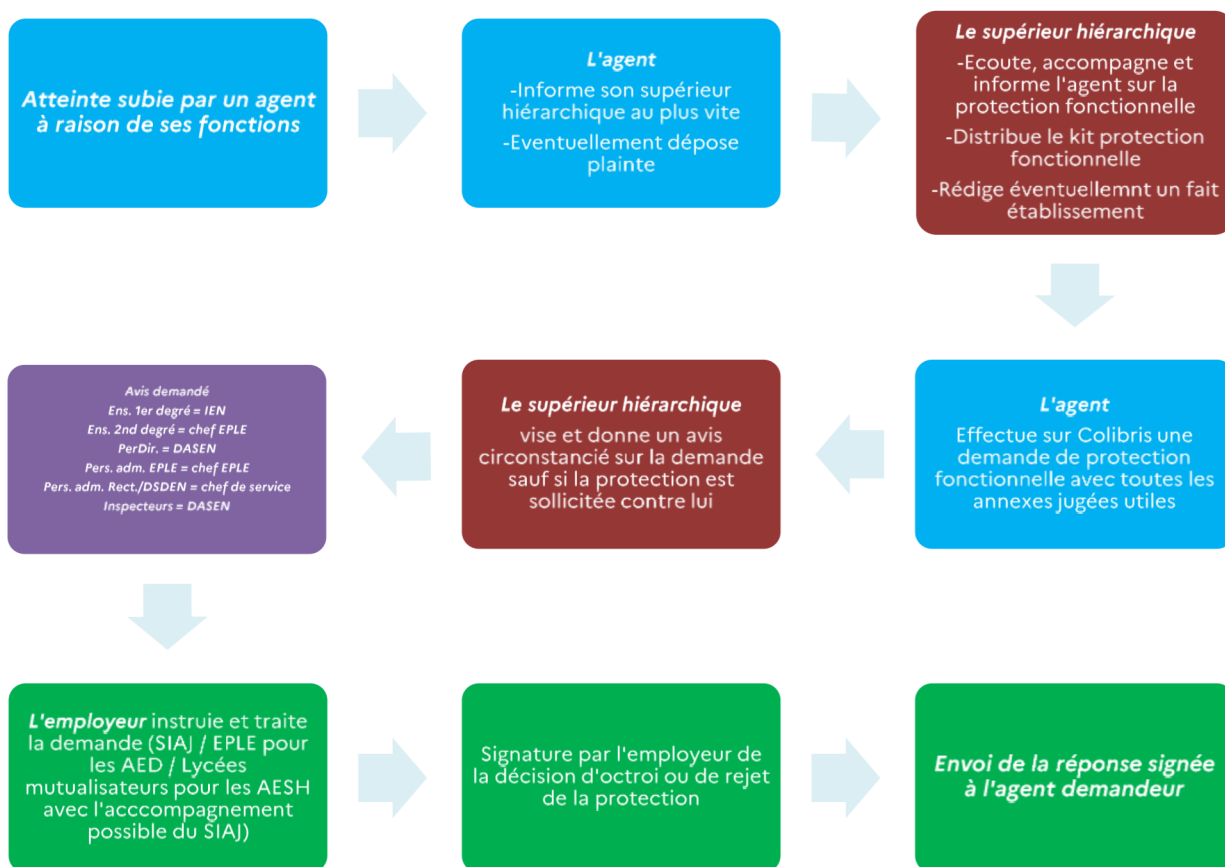 Atteinte subie par un agent
à raison de ses fonctions
L'agent
-Informe son supérieur
hiérarchique au plus vite
-Eventuellement dépose
plainte
Le supérieur hiérarchique
-Ecoute, accompagne et
informe l'agent sur la
protection fonctionnelle
-Distribue le kit protection
fonctionnelle
-Rédige éventuellemnt un fait
établissement
L'agent
Effectue sur Colibris une
demande de protection
fonctionnelle avec toutes les
annexes jugées utiles
Le supérieur hiérarchique
vise et donne un avis
circonstancié sur la demande
sauf si la protection est
sollicitée contre lui
Avis demandé
Ens. 1er degré = IEN
Ens. 2nd degré = chef EPLE
PerDir. = DASEN
Pers. adm. EPLE = chef EPLE
Pers. adm. Rect./DSDEN = chef de service
Inspecteurs = DASEN
L'employeur instruie et traite
la demande (SIAJ / EPLE pour
les AED / Lycées
mutualisateurs pour les AESH
avec l'acccompagnement
possible du SIAJ)
Signature par l'employeur de
la décision d'octroi ou de rejet
de la protection
Envoi de la réponse signée
à l'agent demandeur